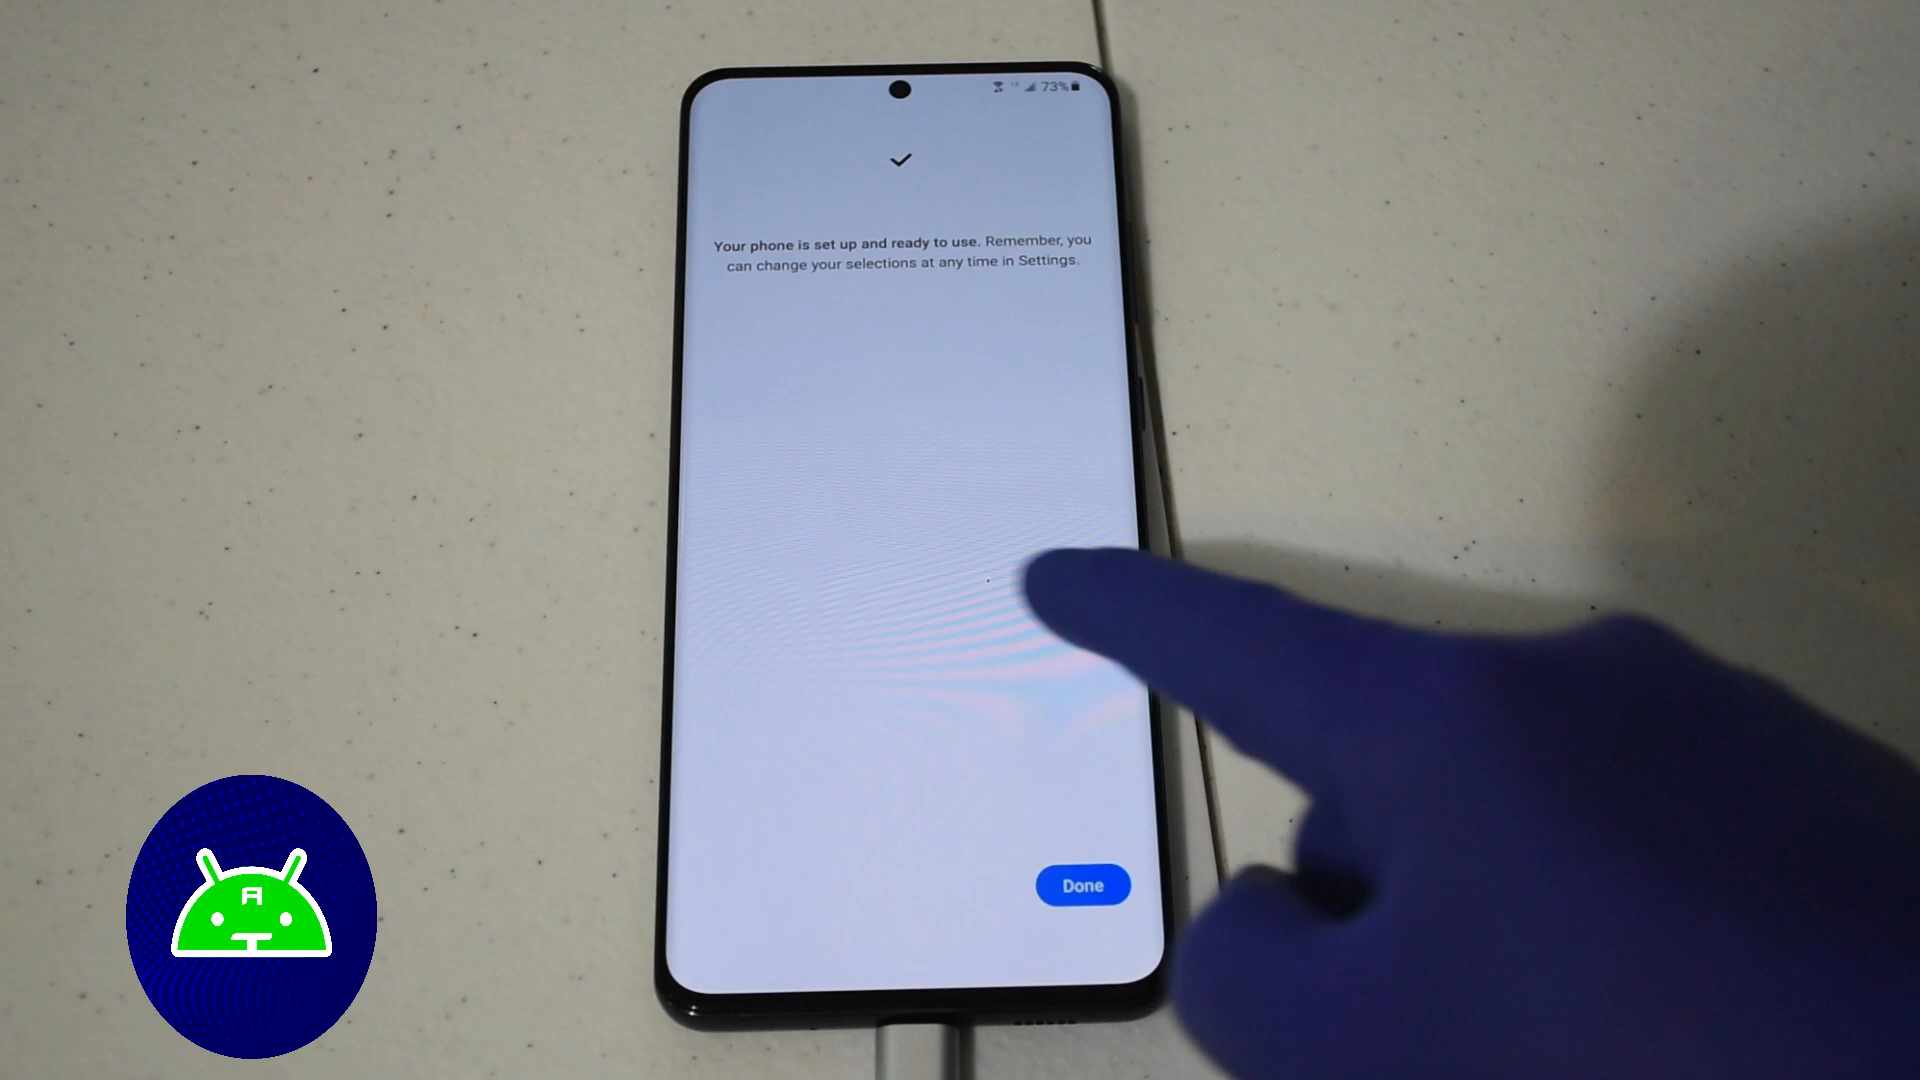 73%
Your phone is set up and ready to use. Remember, you
can change your selections at any time in Settings.
Done
A